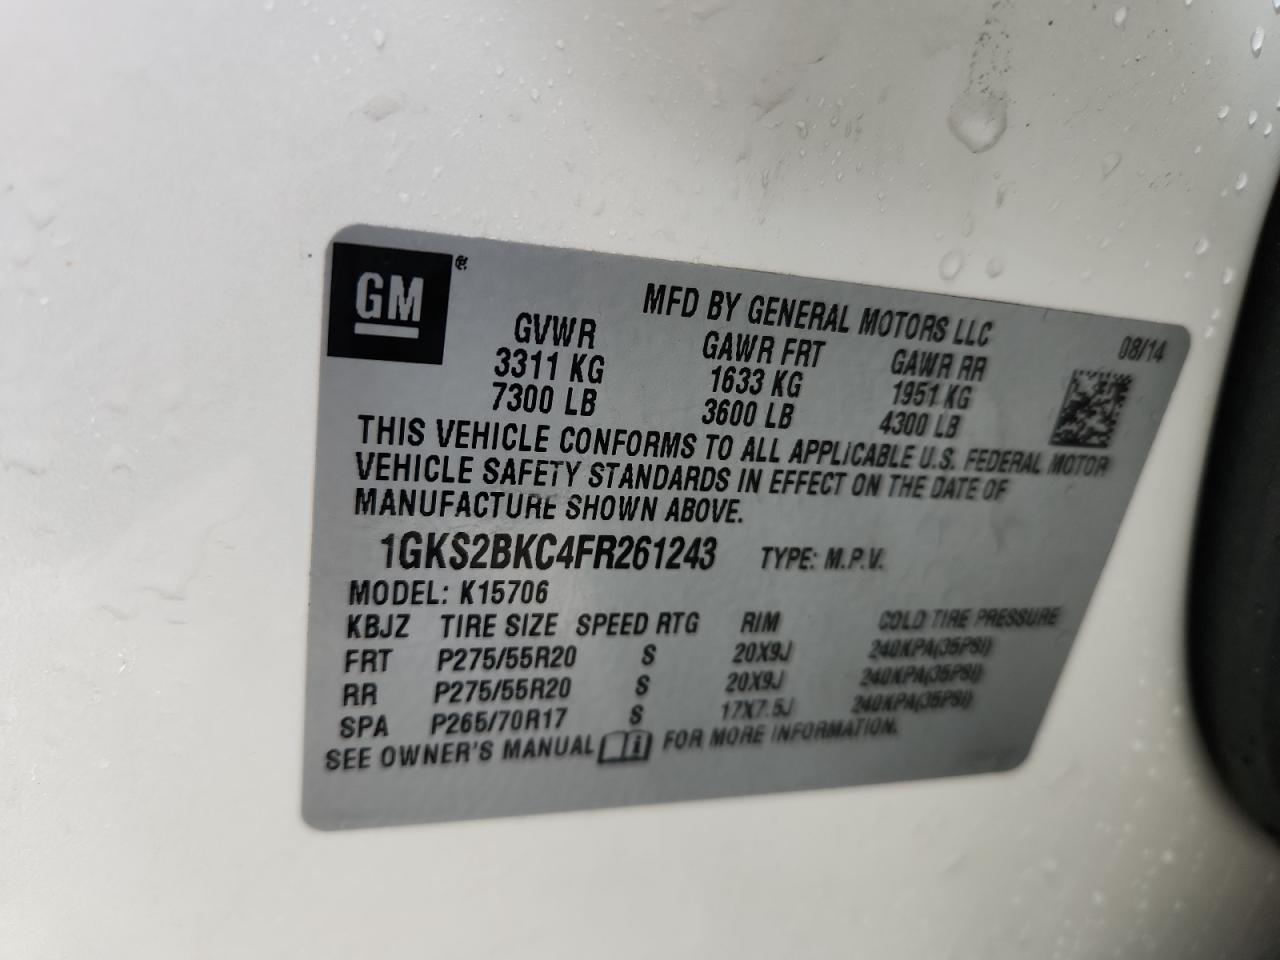 GM ®
MFD BY GENERAL MOTORS LLC 08/14
GVWR GAWR FRT GAWR RR
3311 KG 1633 KG 1951 KG
7300 LB 3600 LB 4300 LB
THIS VEHICLE CONFORMS TO ALL APPLICABLE U.S. FEDERAL MOTOR
VEHICLE SAFETY STANDARDS IN EFFECT ON THE DATE OF
MANUFACTURE SHOWN ABOVE.
1GKS2BKC4FR261243 TYPE: M.P.V.
MODEL: K15706
KBJZ TIRE SIZE SPEED RTG RIM COLD TIRE PRESSURE
FRT P275/55R20 S 20X9J 240KPA(35PSI)
RR P275/55R20 S 20X9J 240KPA(35PSI)
SPA P265/70R17 S 17X7.5J 240KPA(35PSI)
SEE OWNER'S MANUAL i FOR MORE INFORMATION.